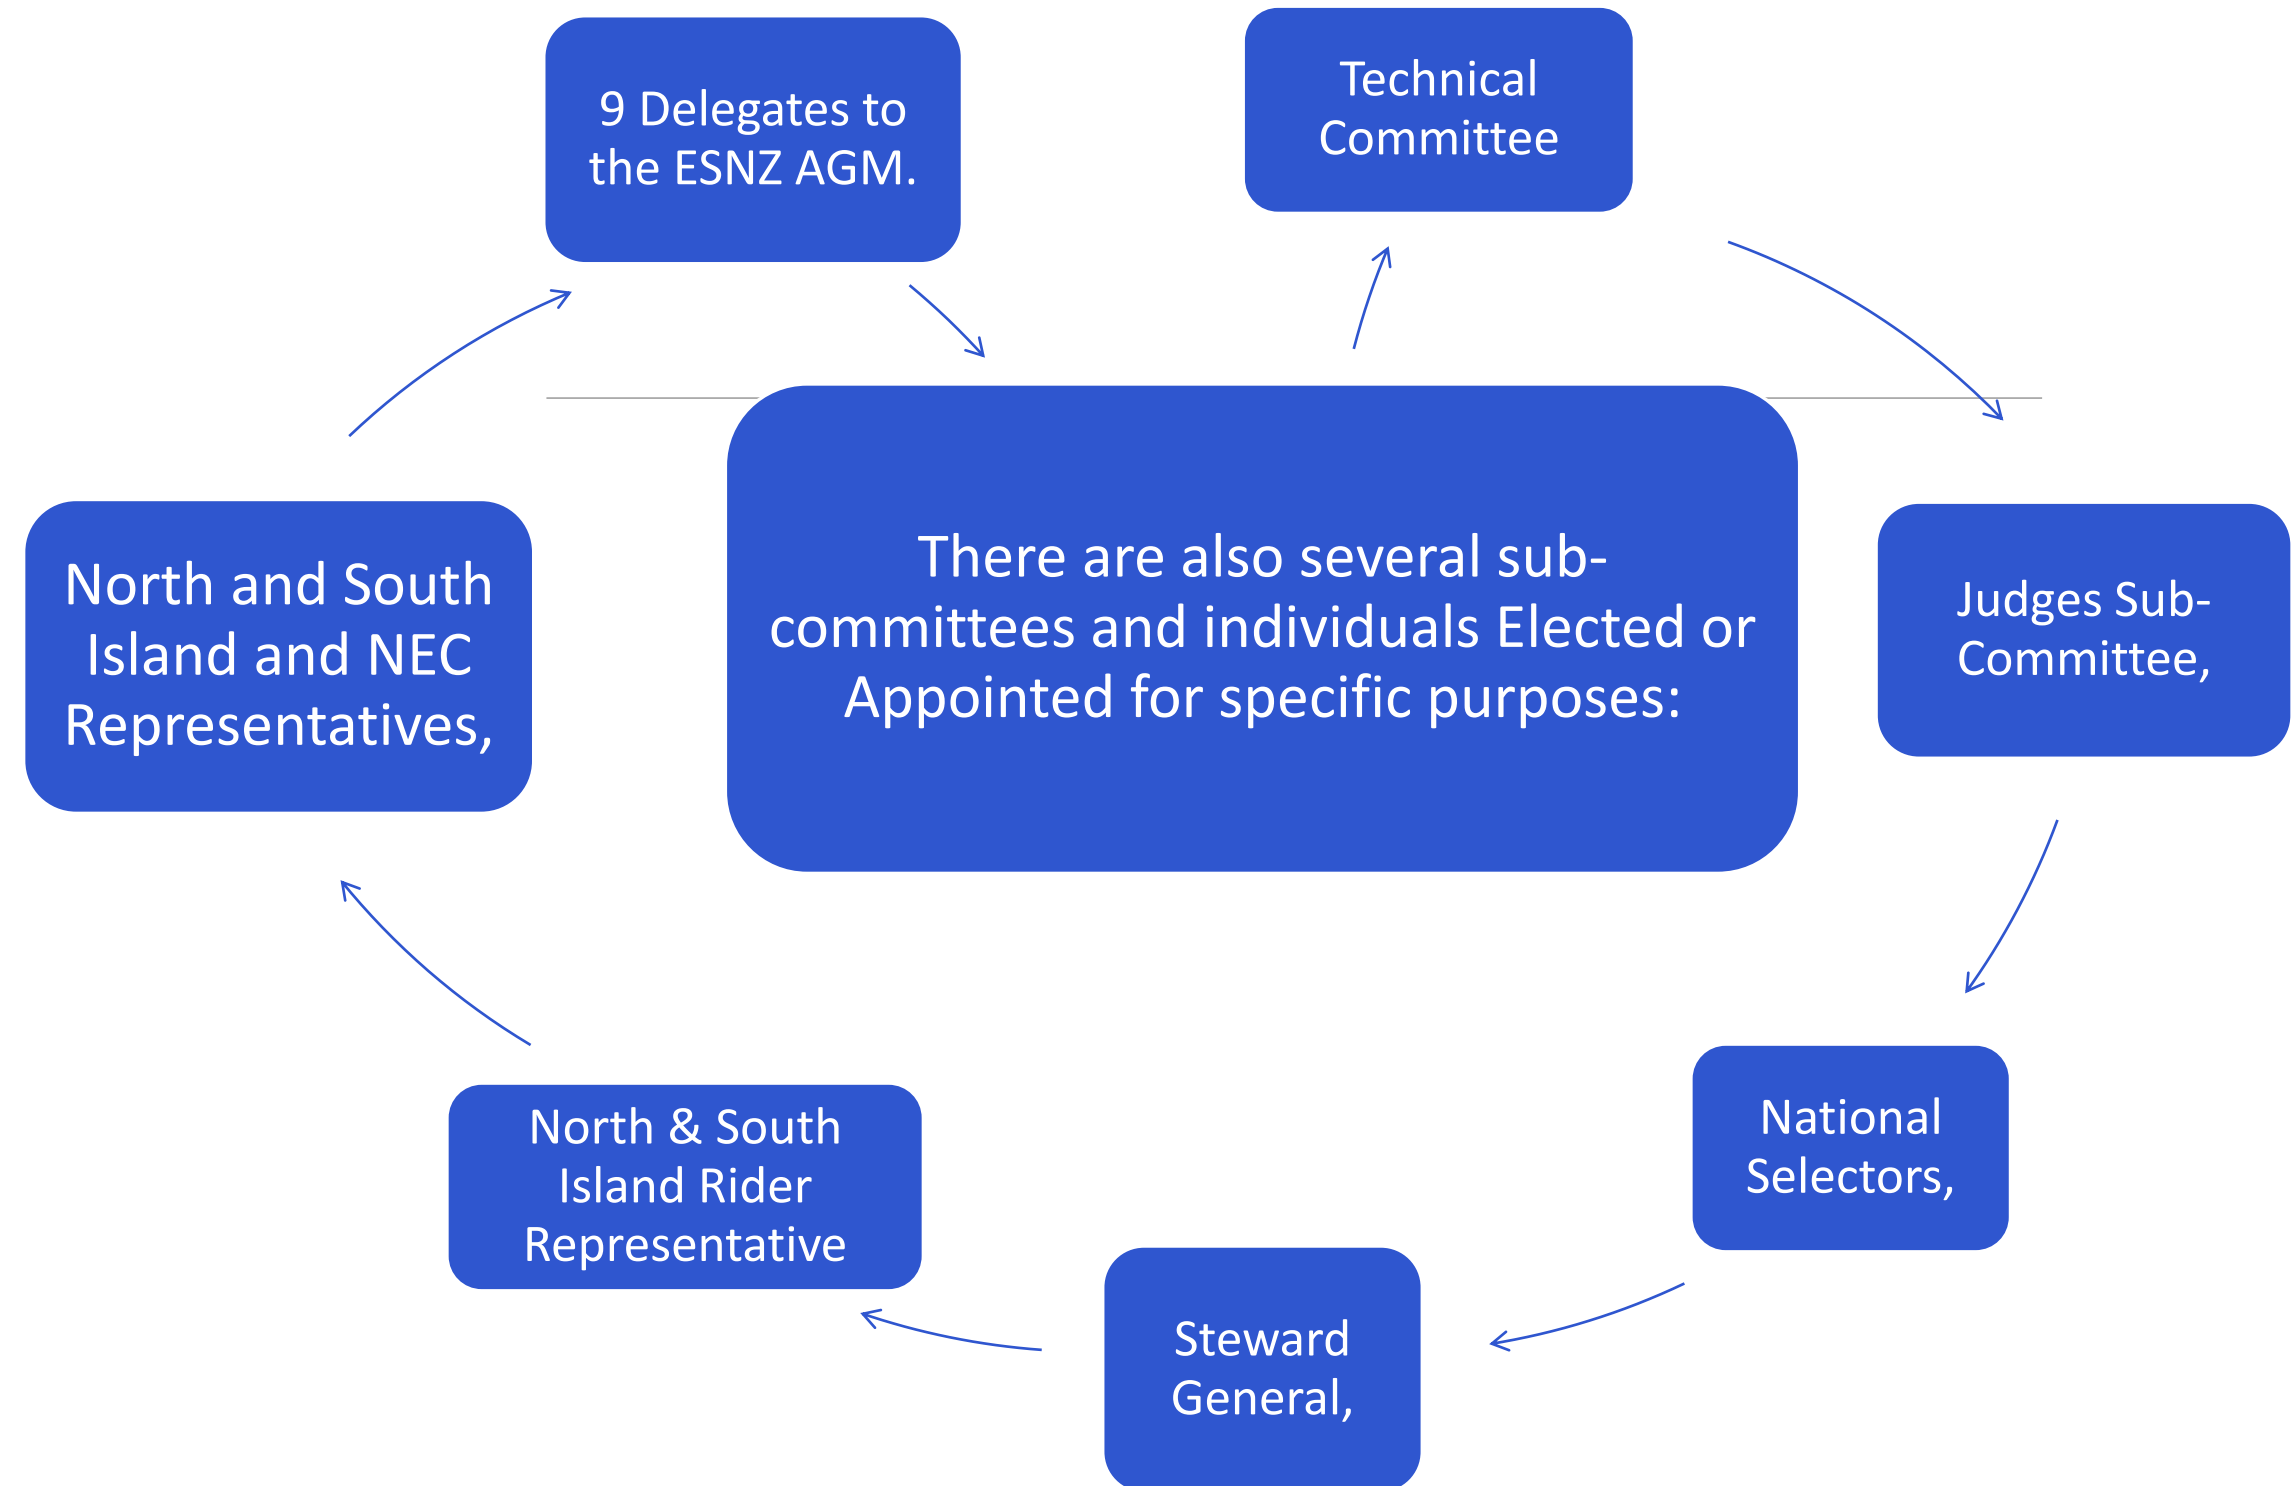 There are also several sub-
committees and individuals Elected or
Appointed for specific purposes:
Technical
Committee
Judges Sub-
Committee,
National
Selectors,
Steward
General,
North & South
Island Rider
Representative
North and South
Island and NEC
Representatives,
9 Delegates to
the ESNZ AGM.